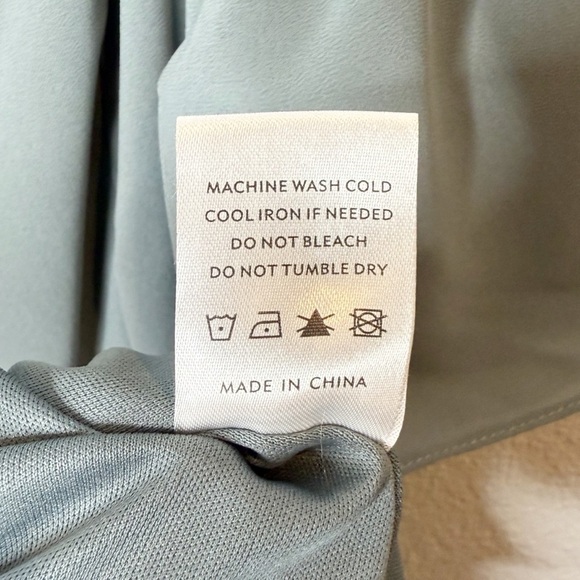 MACHINE WASH COLD
COOL IRON IF NEEDED
DO NOT BLEACH
DO NOT TUMBLE DRY
MADE IN CHINA